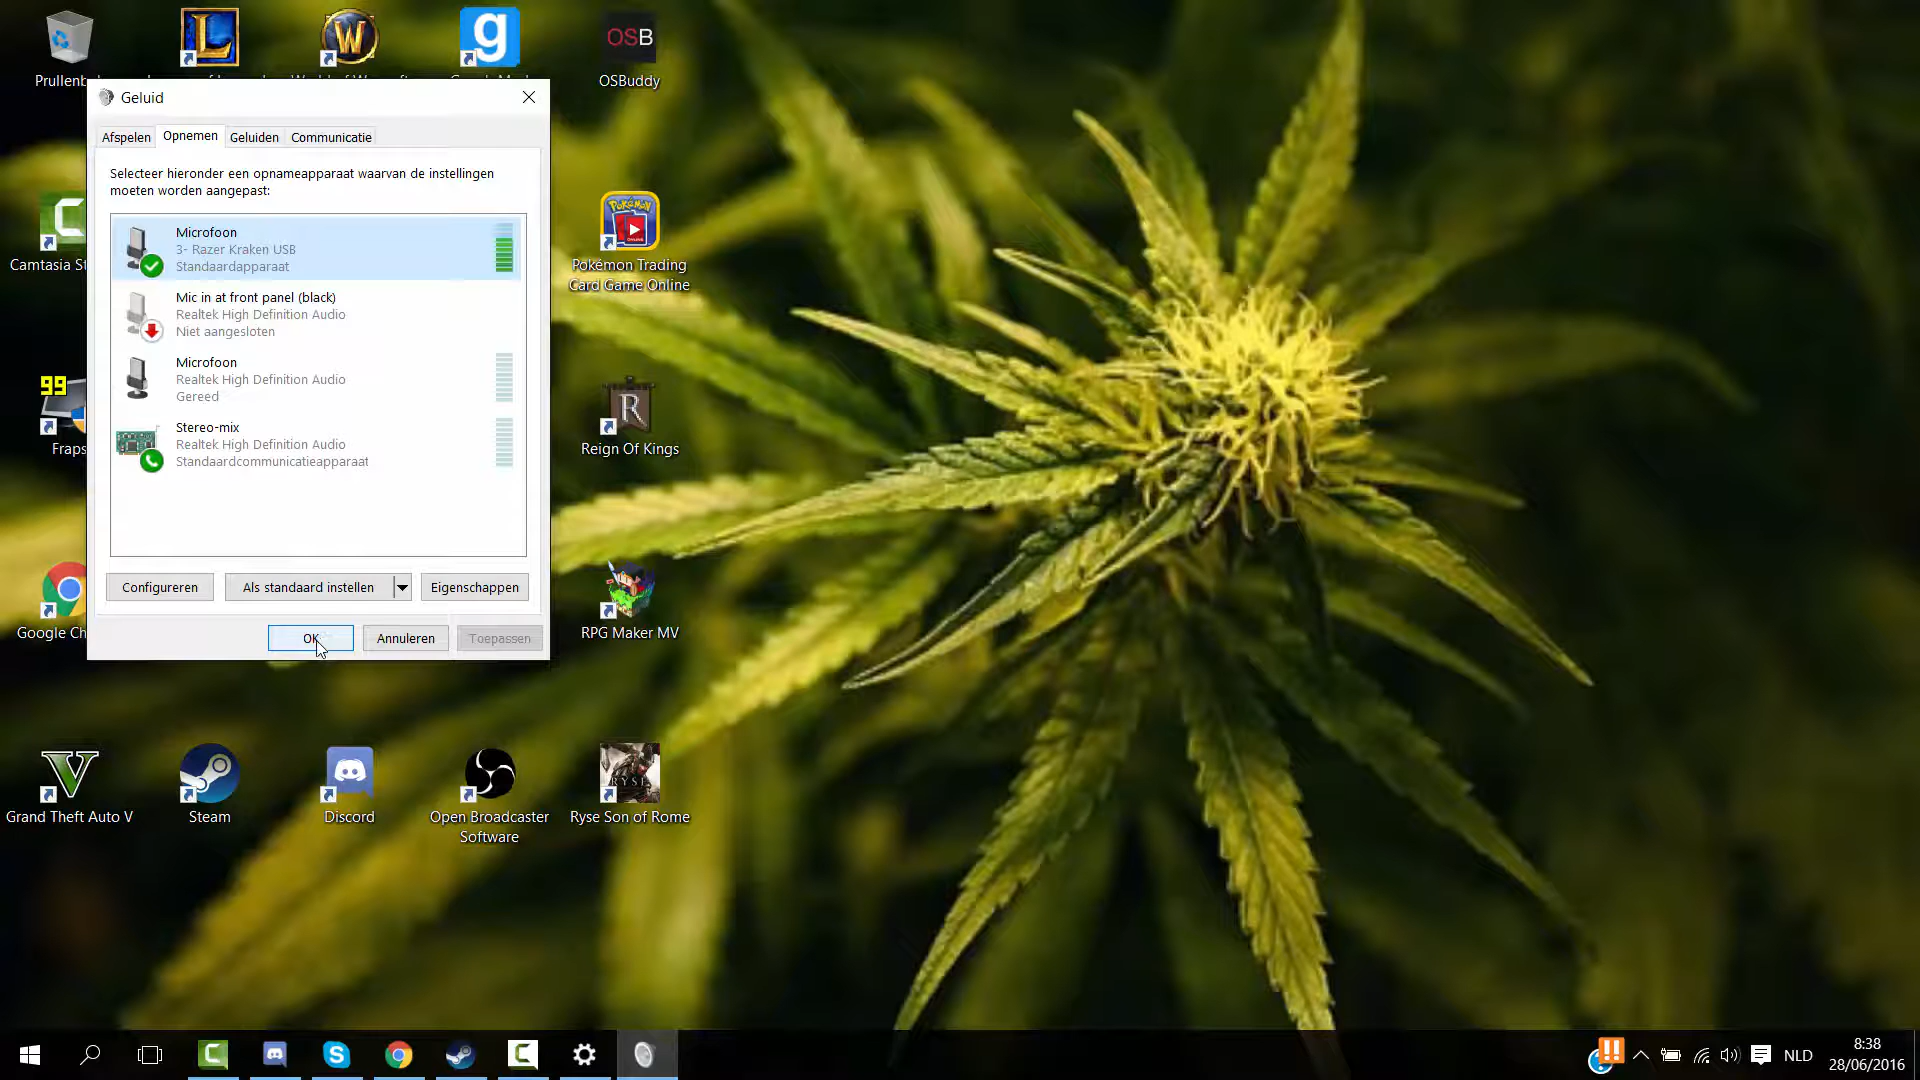 Prullenb
OSB
OSBuddy
Geluid
Afspelen
Opnemen
Geluiden
Communicatie
Selecteer hieronder een opnameapparaat waarvan de instellingen
moeten worden aangepast:
Microfoon
3- Razer Kraken USB
Standaardapparaat
Mic in at front panel (black)
Realtek High Definition Audio
Niet aangesloten
Microfoon
Realtek High Definition Audio
Gereed
Stereo-mix
Realtek High Definition Audio
Standaardcommunicatieapparaat
Configureren
Als standaard instellen
Eigenschappen
OK
Annuleren
Toepassen
Camtasia St
Pokémon
Pokémon Trading
Card Game Online
99
Fraps
R
Reign Of Kings
Google Ch
RPG Maker MV
V
Grand Theft Auto V
Steam
Discord
Open Broadcaster
Software
RYSE
Ryse Son of Rome
NLD
8:38
28/06/2016